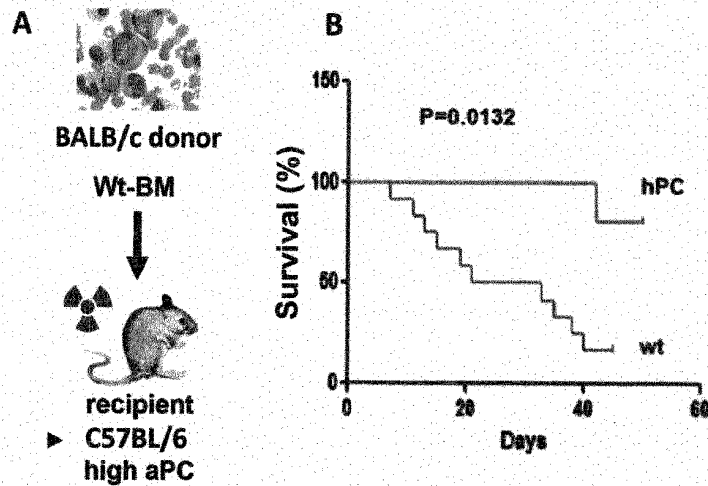 A
BALB/c donor
Wt-BM
recipient
► C57BL/6
high aPC
B
150
P=0.0132
100
hPC
Survival (%)
50
wt
0
0
20
40
60
Days